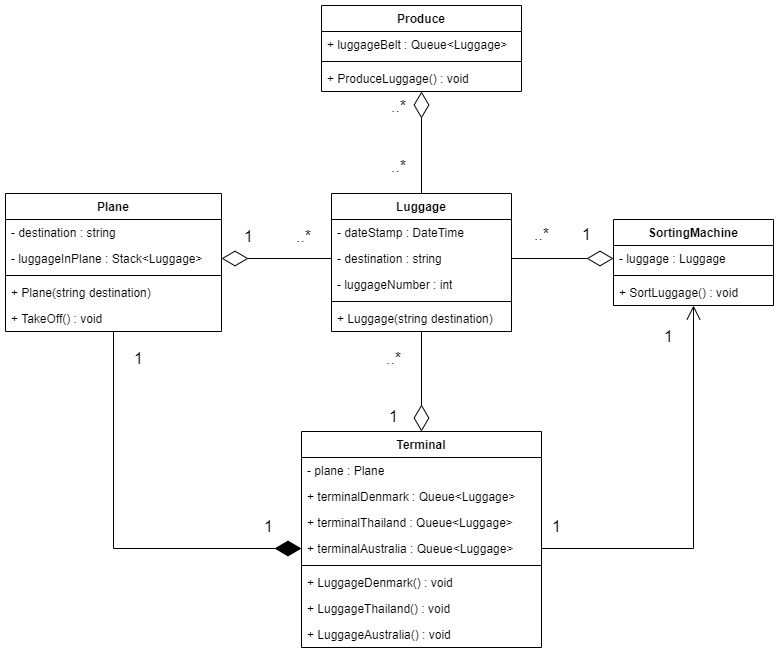 Produce
+ luggageBelt : Queue<Luggage>
+ ProduceLuggage() : void
..*
..*
Plane
- destination : string
- luggageInPlane : Stack<Luggage>
+ Plane(string destination)
+ TakeOff() : void
1
..*
Luggage
- dateStamp : DateTime
- destination : string
- luggageNumber : int
+ Luggage(string destination)
..*
1
SortingMachine
- luggage : Luggage
+ SortLuggage() : void
1
..*
1
1
Terminal
- plane : Plane
+ terminalDenmark : Queue<Luggage>
+ terminalThailand : Queue<Luggage>
+ terminalAustralia : Queue<Luggage>
+ LuggageDenmark() : void
+ LuggageThailand() : void
+ LuggageAustralia() : void
1
1